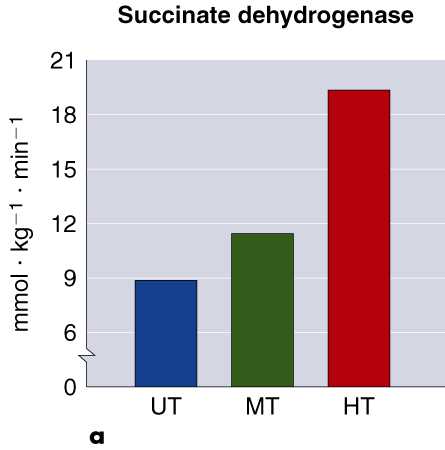 Succinate dehydrogenase
mmol · kg⁻¹ · min⁻¹
21
18
15
12
9
6
0
UT MT HT
a